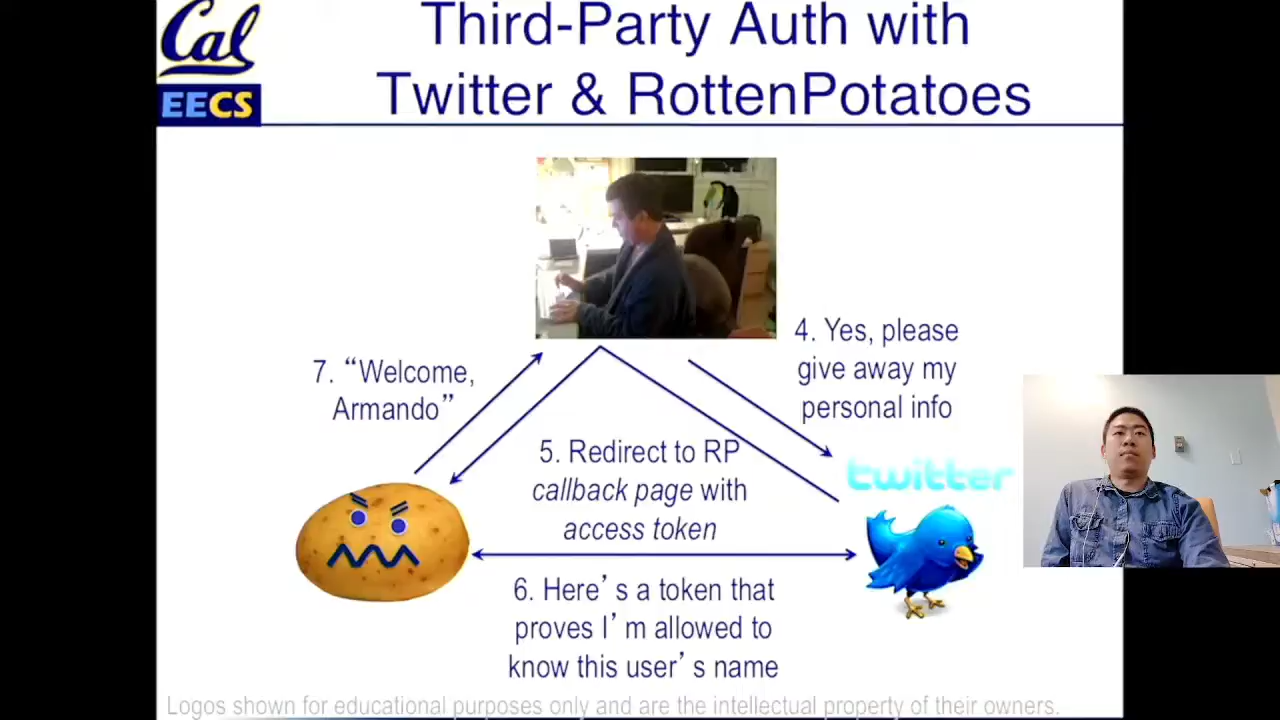 Cal
EECS
Third-Party Auth with
Twitter & RottenPotatoes
4. Yes, please
give away my
personal info
7. “Welcome,
Armando”
5. Redirect to RP
callback page with
access token
twitter
6. Here’s a token that
proves I’m allowed to
know this user’s name
Logos shown for educational purposes only and are the intellectual property of their owners.